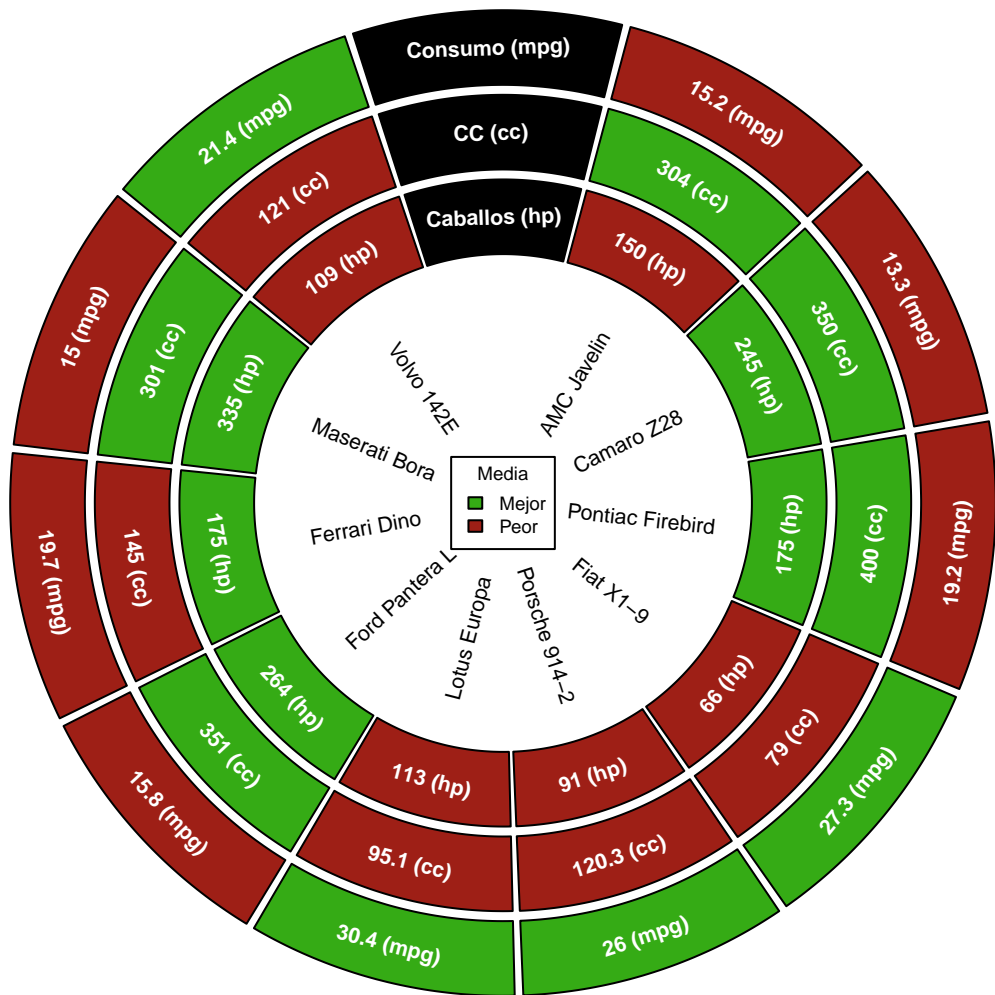 Consumo (mpg)
CC (cc)
Caballos (hp)
15.2 (mpg)
304 (cc)
150 (hp)
13.3 (mpg)
350 (cc)
245 (hp)
19.2 (mpg)
400 (cc)
175 (hp)
27.3 (mpg)
79 (cc)
66 (hp)
26 (mpg)
120.3 (cc)
91 (hp)
30.4 (mpg)
95.1 (cc)
113 (hp)
15.8 (mpg)
351 (cc)
264 (hp)
19.7 (mpg)
145 (cc)
175 (hp)
15 (mpg)
301 (cc)
335 (hp)
21.4 (mpg)
121 (cc)
109 (hp)
AMC Javelin
Camaro Z28
Pontiac Firebird
Fiat X1−9
Porsche 914−2
Lotus Europa
Ford Pantera L
Ferrari Dino
Maserati Bora
Volvo 142E
Media
Mejor
Peor